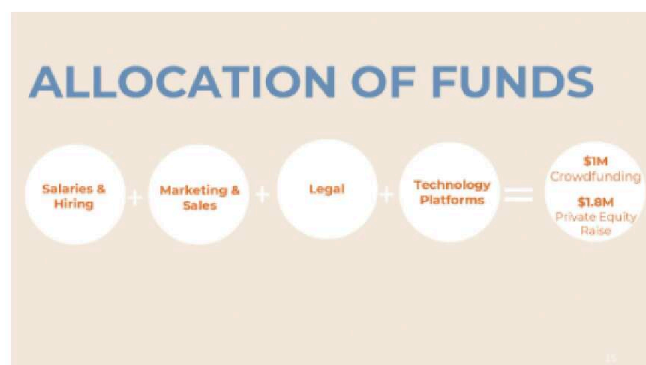 ALLOCATION OF FUNDS
Salaries &
Hiring
+
Marketing &
Sales
+
Legal
+
Technology
Platforms
=
$1M
Crowdfunding
$1.8M
Private Equity
Raise